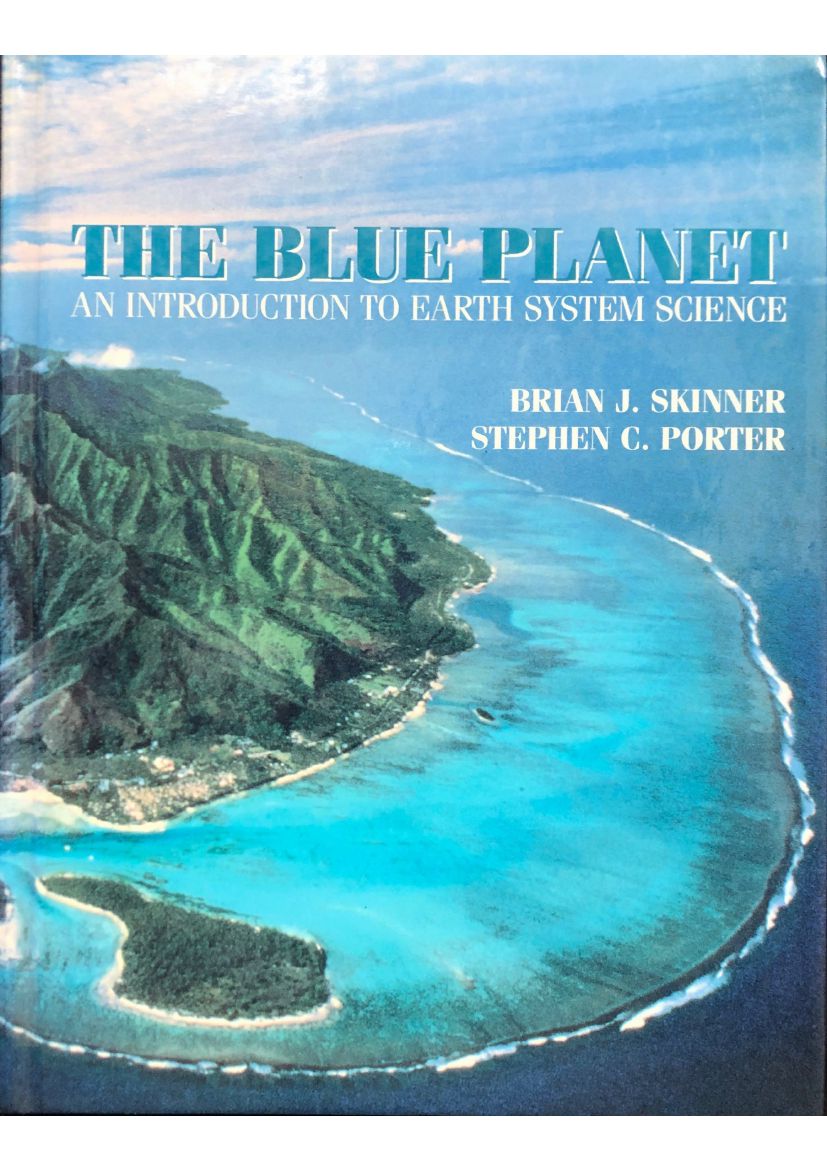 THE BLUE PLANET
AN INTRODUCTION TO EARTH SYSTEM SCIENCE
BRIAN J. SKINNER
STEPHEN C. PORTER